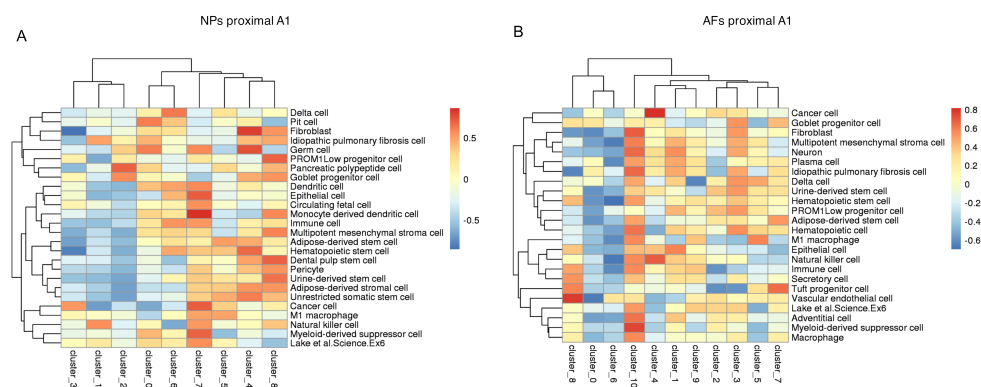 NPs proximal A1
A
Delta cell
Pit cell
Fibroblast
Idiopathic pulmonary fibrosis cell
Germ cell
PROM1Low progenitor cell
Pancreatic polypeptide cell
Goblet progenitor cell
Dendritic cell
Epithelial cell
Circulating fetal cell
Monocyte derived dendritic cell
Immune cell
Multipotent mesenchymal stroma cell
Adipose-derived stem cell
Hematopoietic stem cell
Dental pulp stem cell
Pericyte
Urine-derived stem cell
Adipose-derived stromal cell
Unrestricted somatic stem cell
Cancer cell
M1 macrophage
Natural killer cell
Myeloid-derived suppressor cell
Lake et al.Science.Ex6
0.5
0
-0.5
cluster_3
cluster_1
cluster_2
cluster_0
cluster_6
cluster_7
cluster_5
cluster_4
cluster_8
AFs proximal A1
B
Cancer cell
Goblet progenitor cell
Fibroblast
Multipotent mesenchymal stroma cell
Neuron
Plasma cell
Idiopathic pulmonary fibrosis cell
Delta cell
Urine-derived stem cell
Hematopoietic stem cell
PROM1Low progenitor cell
Adipose-derived stem cell
Hematopoietic cell
M1 macrophage
Epithelial cell
Natural killer cell
Immune cell
Secretory cell
Tuft progenitor cell
Vascular endothelial cell
Lake et al.Science.Ex6
Adventitial cell
Myeloid-derived suppressor cell
Macrophage
0.8
0.6
0.4
0.2
0
-0.2
-0.4
-0.6
cluster_8
cluster_0
cluster_6
cluster_10
cluster_4
cluster_1
cluster_9
cluster_2
cluster_3
cluster_5
cluster_7